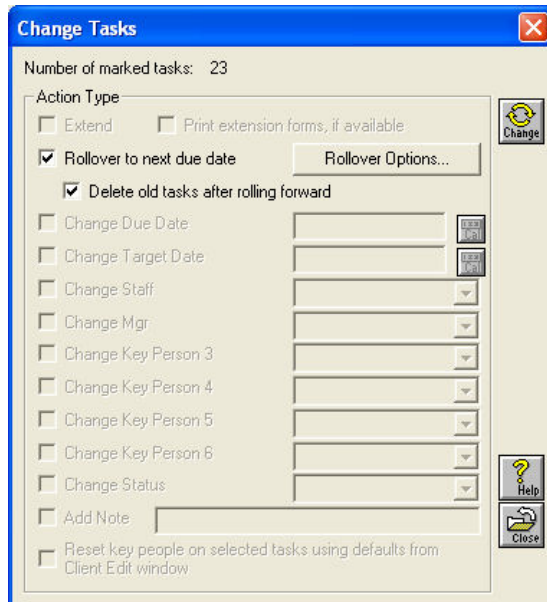 Change Tasks
Number of marked tasks: 23
Action Type
Extend Print extension forms, if available
Change
Rollover to next due date Rollover Options...
Delete old tasks after rolling forward
Change Due Date
Cal
Change Target Date
Cal
Change Staff
Change Mgr
Change Key Person 3
Change Key Person 4
Change Key Person 5
Change Key Person 6
Change Status
Help
Add Note
Close
Reset key people on selected tasks using defaults from
Client Edit window